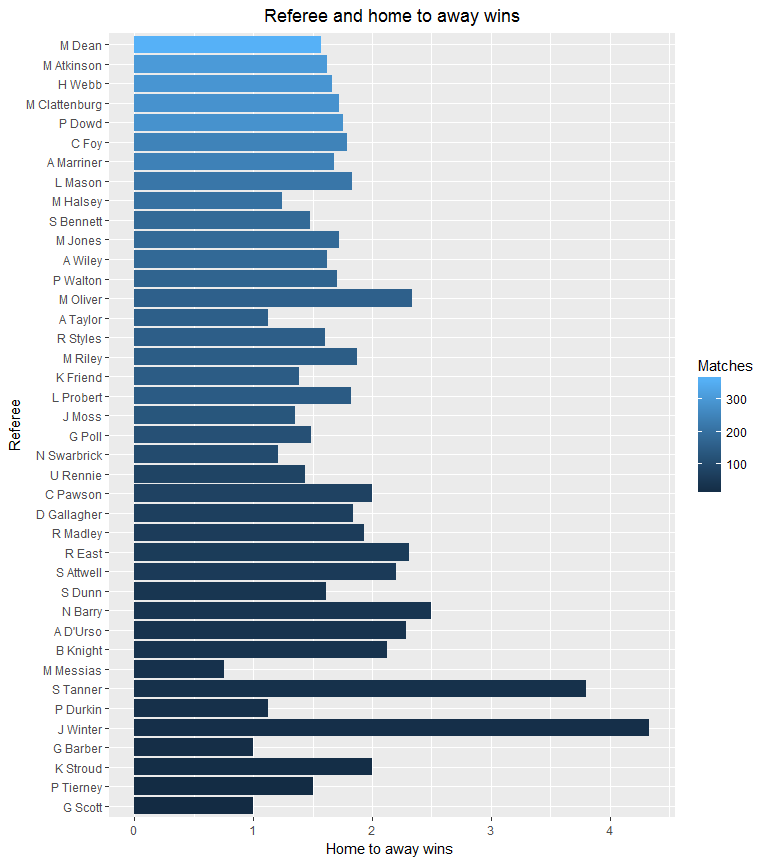 Referee and home to away wins
M Dean
M Atkinson
H Webb
M Clattenburg
P Dowd
C Foy
A Marriner
L Mason
M Halsey
S Bennett
M Jones
A Wiley
P Walton
M Oliver
A Taylor
R Styles
M Riley
K Friend
L Probert
J Moss
G Poll
N Swarbrick
U Rennie
C Pawson
D Gallagher
R Madley
R East
S Attwell
S Dunn
N Barry
A D'Urso
B Knight
M Messias
S Tanner
P Durkin
J Winter
G Barber
K Stroud
P Tierney
G Scott
Referee
0 1 2 3 4
Home to away wins
Matches
300
200
100